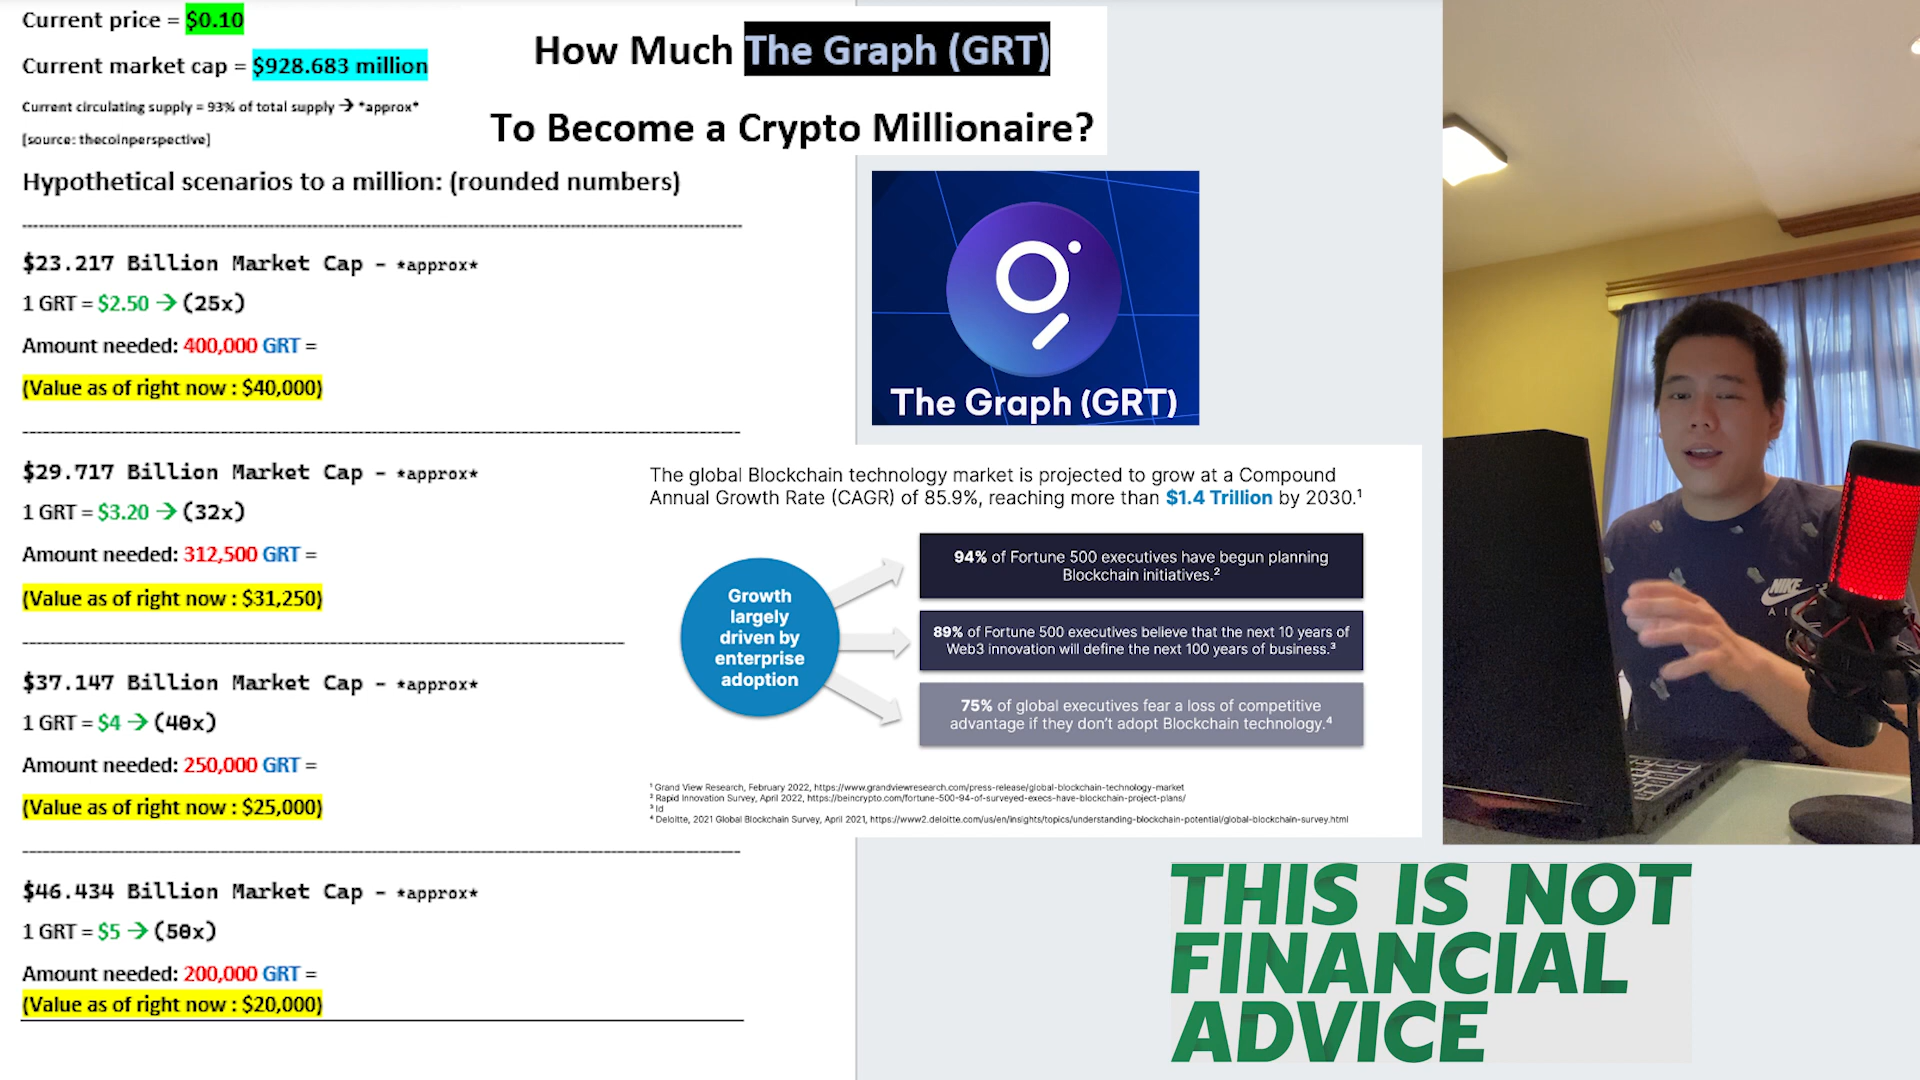 Current price = $0.10
Current market cap = $928.683 million
Current circulating supply = 93% of total supply → *approx*
[source: thecoinperspective]
How Much The Graph (GRT)
To Become a Crypto Millionaire?
Hypothetical scenarios to a million: (rounded numbers)
$23.217 Billion Market Cap - *approx*
1 GRT = $2.50 → (25x)
Amount needed: 400,000 GRT =
(Value as of right now : $40,000)
$29.717 Billion Market Cap - *approx*
1 GRT = $3.20 → (32x)
Amount needed: 312,500 GRT =
(Value as of right now : $31,250)
$37.147 Billion Market Cap - *approx*
1 GRT = $4 → (40x)
Amount needed: 250,000 GRT =
(Value as of right now : $25,000)
$46.434 Billion Market Cap - *approx*
1 GRT = $5 → (50x)
Amount needed: 200,000 GRT =
(Value as of right now : $20,000)
The Graph (GRT)
The global Blockchain technology market is projected to grow at a Compound
Annual Growth Rate (CAGR) of 85.9%, reaching more than $1.4 Trillion by 2030.¹
Growth
largely
driven by
enterprise
adoption
94% of Fortune 500 executives have begun planning
Blockchain initiatives.²
89% of Fortune 500 executives believe that the next 10 years of
Web3 innovation will define the next 100 years of business.³
75% of global executives fear a loss of competitive
advantage if they don't adopt Blockchain technology.⁴
¹ Grand View Research, February 2022, https://www.grandviewresearch.com/press-release/global-blockchain-technology-market
² Rapid Innovation Survey, April 2022, https://beincrypto.com/fortune-500-94-of-surveyed-execs-have-blockchain-project-plans/
³ Id
⁴ Deloitte, 2021 Global Blockchain Survey, April 2021, https://www2.deloitte.com/us/en/insights/topics/understanding-blockchain-potential/global-blockchain-survey.html
NIKE
AI
THIS IS NOT
FINANCIAL
ADVICE